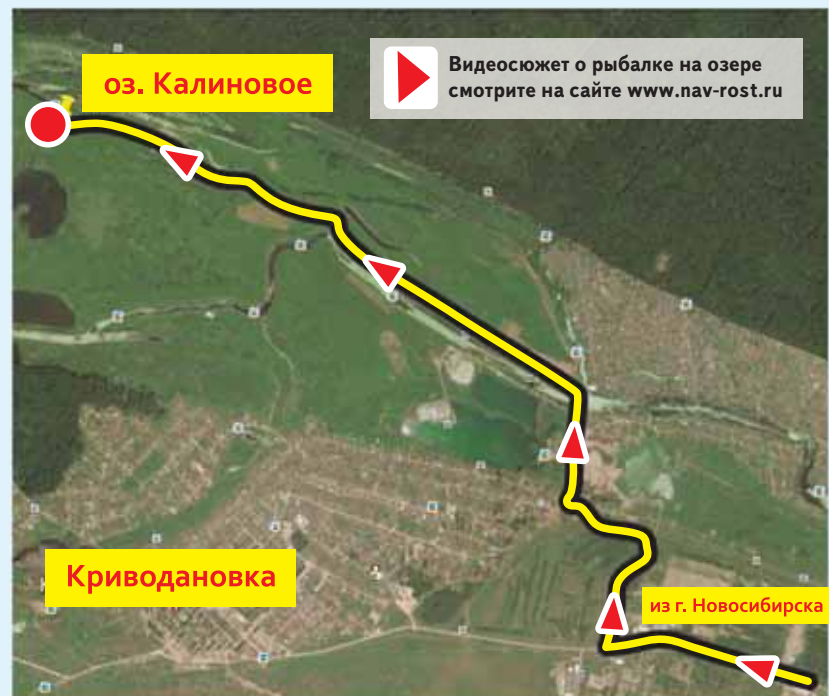 оз. Калиновое
Видеосюжет о рыбалке на озере
смотрите на сайте www.nav-rost.ru
Криводановка
из г. Новосибирска